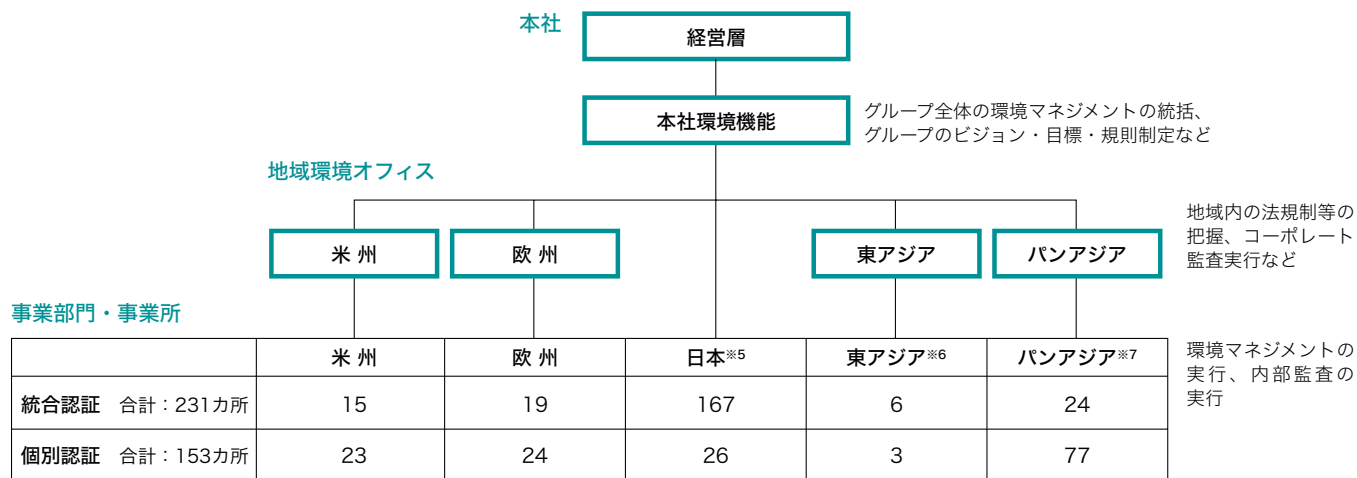 本社
経営層
本社環境機能
グループ全体の環境マネジメントの統括、
グループのビジョン・目標・規則制定など
地域環境オフィス
米 州
欧 州
東アジア
パンアジア
地域内の法規制等の
把握、コーポレート
監査実行など
事業部門・事業所
米 州 欧 州 日本※5 東アジア※6 パンアジア※7
統合認証 合計：231カ所 15 19 167 6 24
個別認証 合計：153カ所 23 24 26 3 77
環境マネジメントの
実行、内部監査の
実行